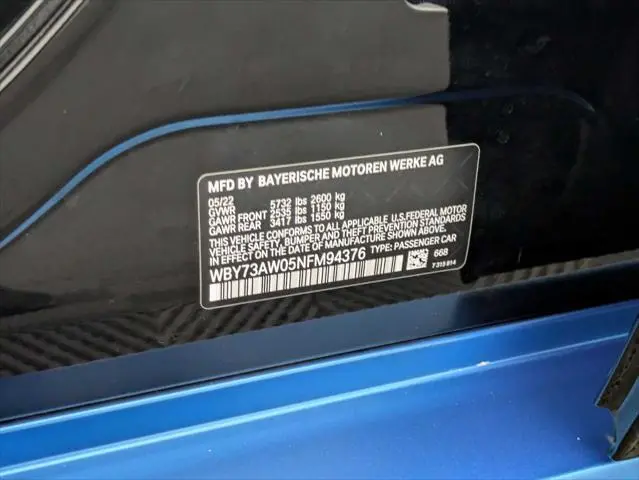 MFD BY BAYERISCHE MOTOREN WERKE AG
05/22 5732 lbs 2600 kg
GVWR
GAWR FRONT 2535 lbs 1150 kg
GAWR REAR 3417 lbs 1550 kg
THIS VEHICLE CONFORMS TO ALL APPLICABLE U.S. FEDERAL MOTOR
VEHICLE SAFETY, BUMPER, AND THEFT PREVENTION STANDARDS
IN EFFECT ON THE DATE OF MANUFACTURE SHOWN ABOVE.
WBY73AW05NFM94376 TYPE: PASSENGER CAR
668
7 315 814